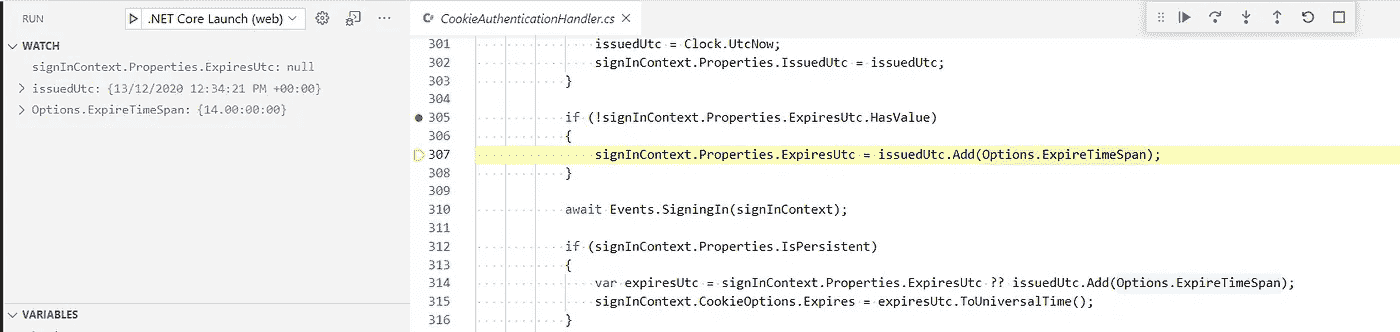 RUN
.NET Core Launch (web)
CookieAuthenticationHandler.cs
WATCH
signInContext.Properties.ExpiresUtc: null
issuedUtc: {13/12/2020 12:34:21 PM +00:00}
Options.ExpireTimeSpan: {14.00:00:00}
VARIABLES
301 issuedUtc = Clock.UtcNow;
302 signInContext.Properties.IssuedUtc = issuedUtc;
303 }
304
305 if (!signInContext.Properties.ExpiresUtc.HasValue)
306 {
307 signInContext.Properties.ExpiresUtc = issuedUtc.Add(Options.ExpireTimeSpan);
308 }
309
310 await Events.SigningIn(signInContext);
311
312 if (signInContext.Properties.IsPersistent)
313 {
314 var expiresUtc = signInContext.Properties.ExpiresUtc ?? issuedUtc.Add(Options.ExpireTimeSpan);
315 signInContext.CookieOptions.Expires = expiresUtc.ToUniversalTime();
316 }